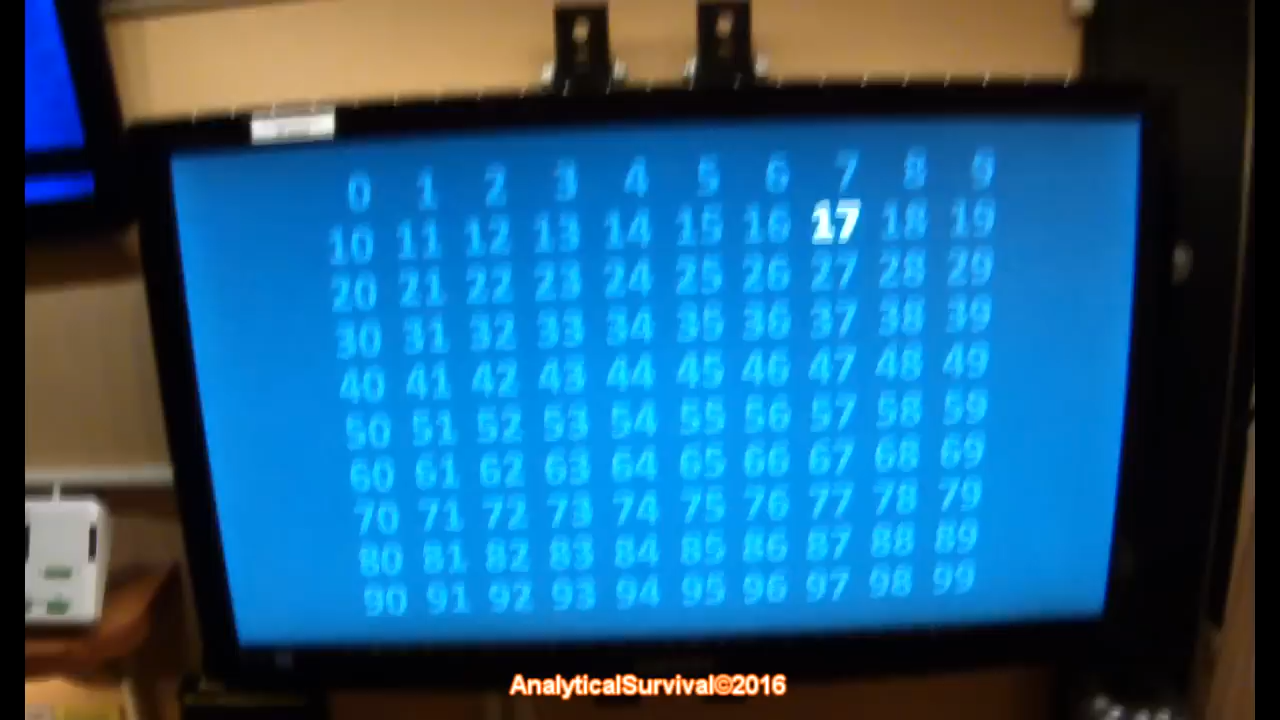 0 1 2 3 4 5 6 7 8 9
10 11 12 13 14 15 16 17 18 19
20 21 22 23 24 25 26 27 28 29
30 31 32 33 34 35 36 37 38 39
40 41 42 43 44 45 46 47 48 49
50 51 52 53 54 55 56 57 58 59
60 61 62 63 64 65 66 67 68 69
70 71 72 73 74 75 76 77 78 79
80 81 82 83 84 85 86 87 88 89
90 91 92 93 94 95 96 97 98 99
AnalyticalSurvival©2016